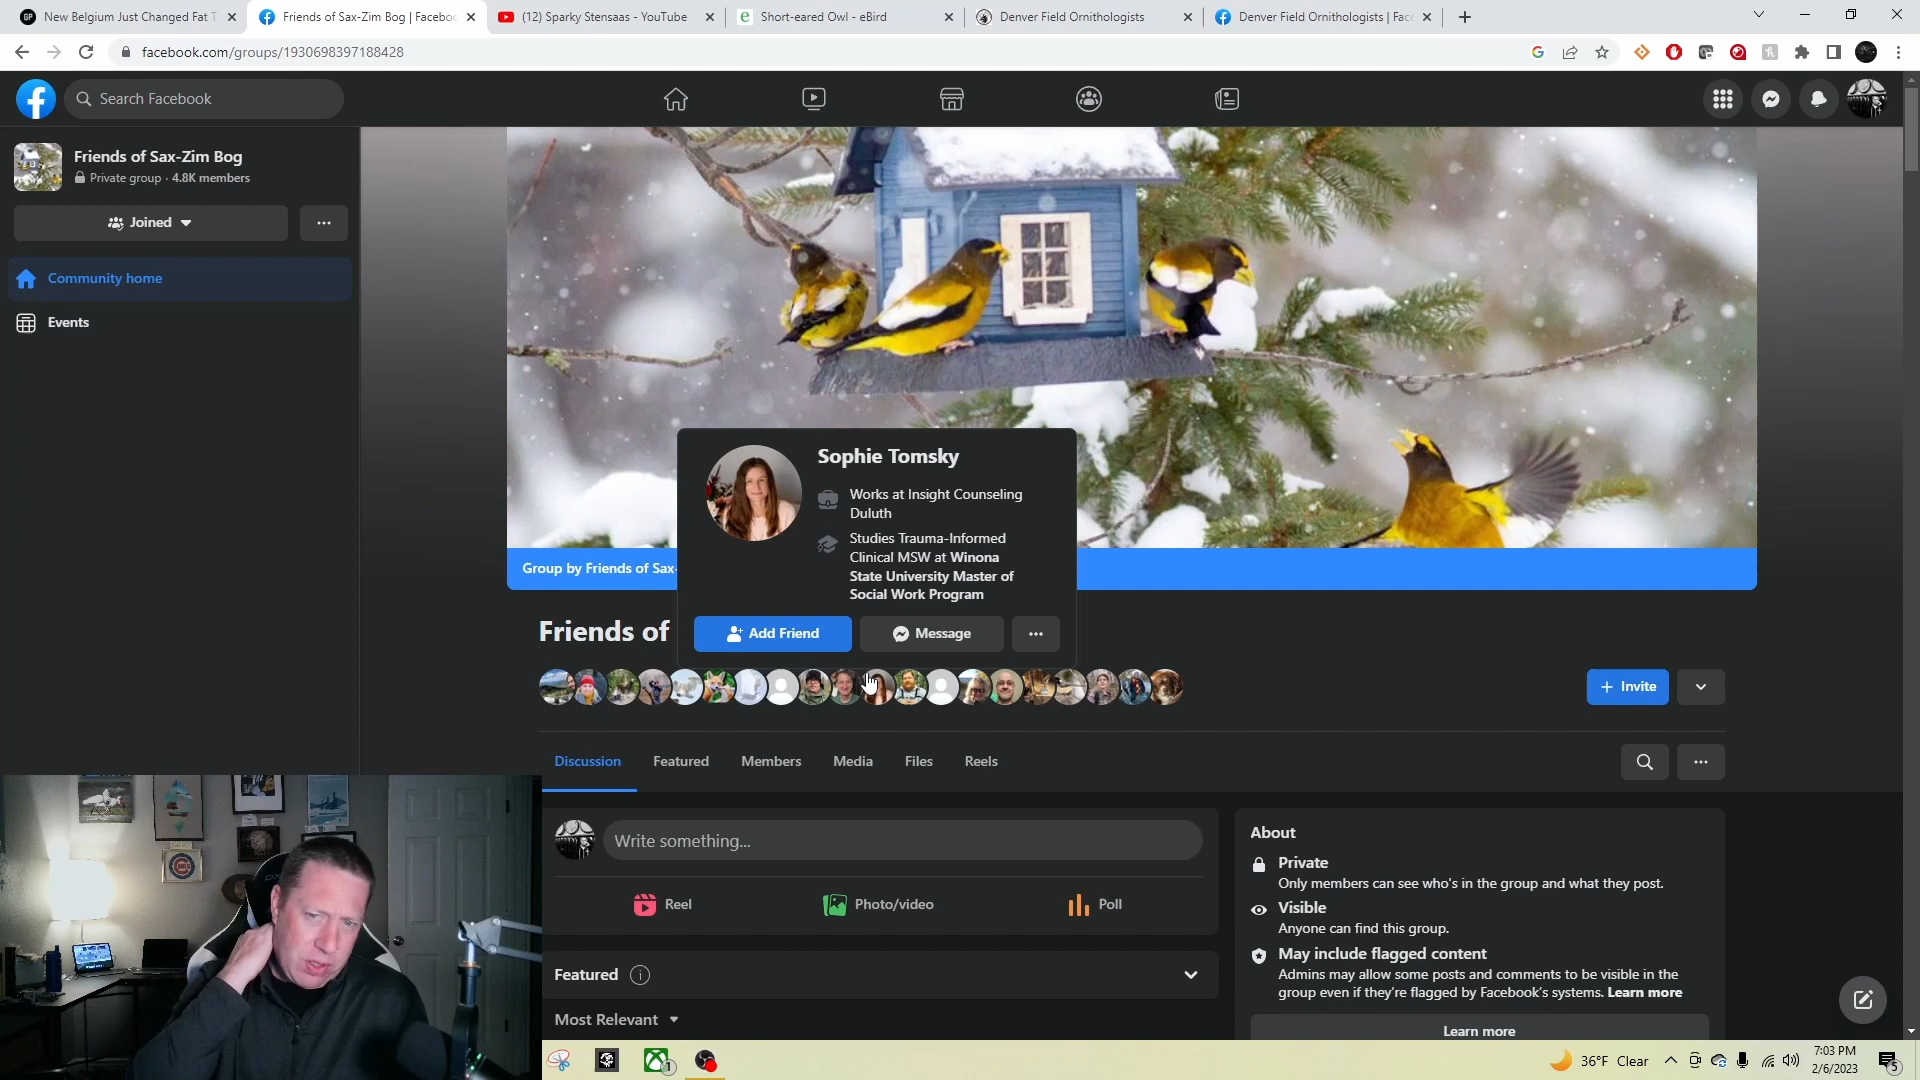 New Belgium Just Changed Fat T
Friends of Sax-Zim Bog | Faceboo
(12) Sparky Stensaas - YouTube
Short-eared Owl - eBird
Denver Field Ornithologists
Denver Field Ornithologists | Face
facebook.com/groups/1930698397188428
Search Facebook
Friends of Sax-Zim Bog
Private group · 4.8K members
Joined
Community home
Events
Sophie Tomsky
Works at Insight Counseling
Duluth
Studies Trauma-Informed
Clinical MSW at Winona
State University Master of
Social Work Program
Group by Friends of Sax-
Add Friend
Message
Friends of
Invite
Discussion
Featured
Members
Media
Files
Reels
Write something...
Reel
Photo/video
Poll
Featured
Most Relevant
About
Private
Only members can see who's in the group and what they post.
Visible
Anyone can find this group.
May include flagged content
Admins may allow some posts and comments to be visible in the
group even if they're flagged by Facebook's systems. Learn more
Learn more
1
36°F Clear
7:03 PM
2/6/2023
5